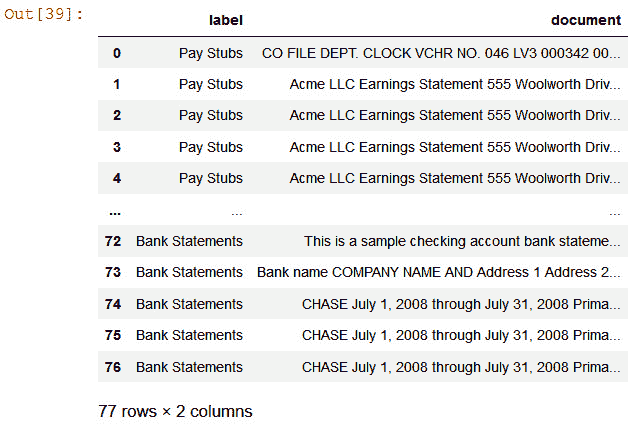 Out[39]:
label document
0 Pay Stubs CO FILE DEPT. CLOCK VCHR NO. 046 LV3 000342 00...
1 Pay Stubs Acme LLC Earnings Statement 555 Woolworth Driv...
2 Pay Stubs Acme LLC Earnings Statement 555 Woolworth Driv...
3 Pay Stubs Acme LLC Earnings Statement 555 Woolworth Driv...
4 Pay Stubs Acme LLC Earnings Statement 555 Woolworth Driv...
... ... ...
72 Bank Statements This is a sample checking account bank stateme...
73 Bank Statements Bank name COMPANY NAME AND Address 1 Address 2...
74 Bank Statements CHASE July 1, 2008 through July 31, 2008 Prima...
75 Bank Statements CHASE July 1, 2008 through July 31, 2008 Prima...
76 Bank Statements CHASE July 1, 2008 through July 31, 2008 Prima...
77 rows × 2 columns